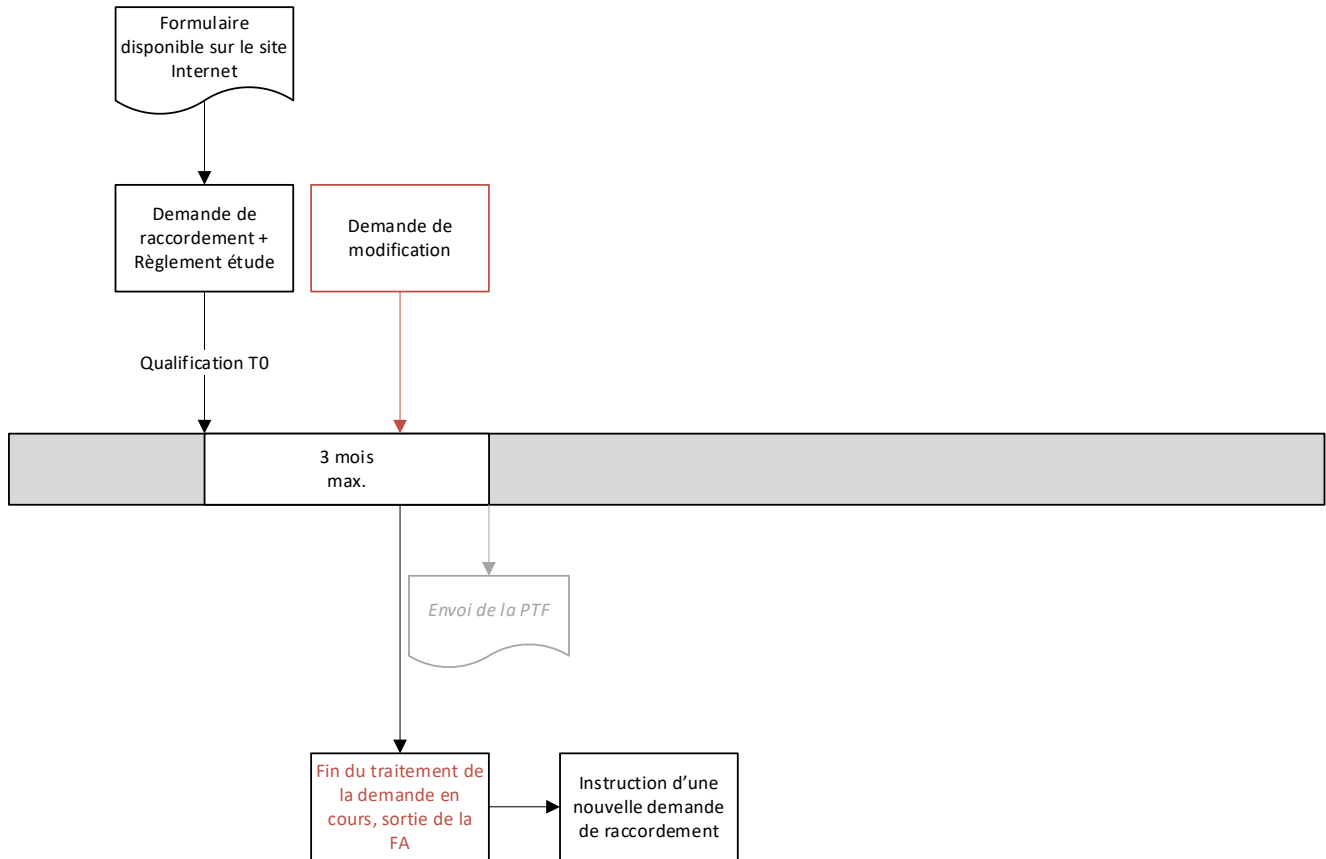 Formulaire
disponible sur le site
Internet
Demande de
raccordement +
Règlement étude
Demande de
modification
Qualification T0
3 mois
max.
Envoi de la PTF
Fin du traitement de
la demande en
cours, sortie de la
FA
Instruction d’une
nouvelle demande
de raccordement